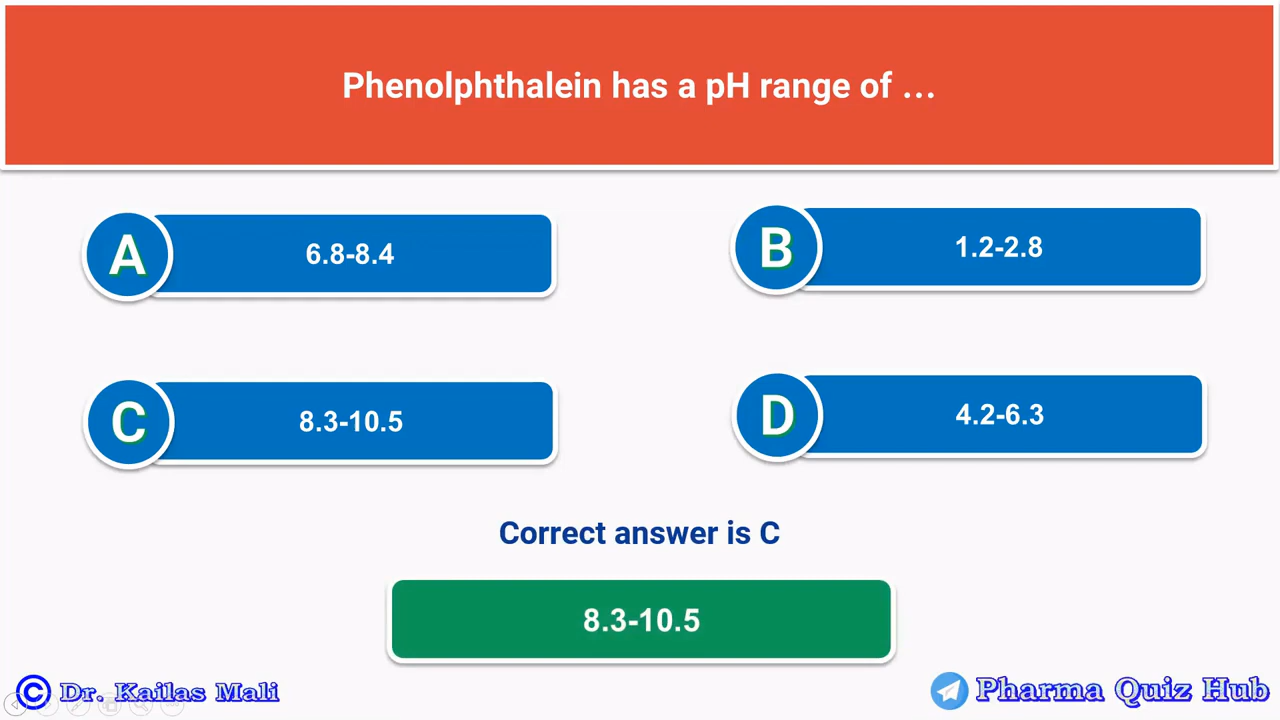 Phenolphthalein has a pH range of ...
A 6.8-8.4
B 1.2-2.8
C 8.3-10.5
D 4.2-6.3
Correct answer is C
8.3-10.5
© Dr. Kailas Mali
Pharma Quiz Hub